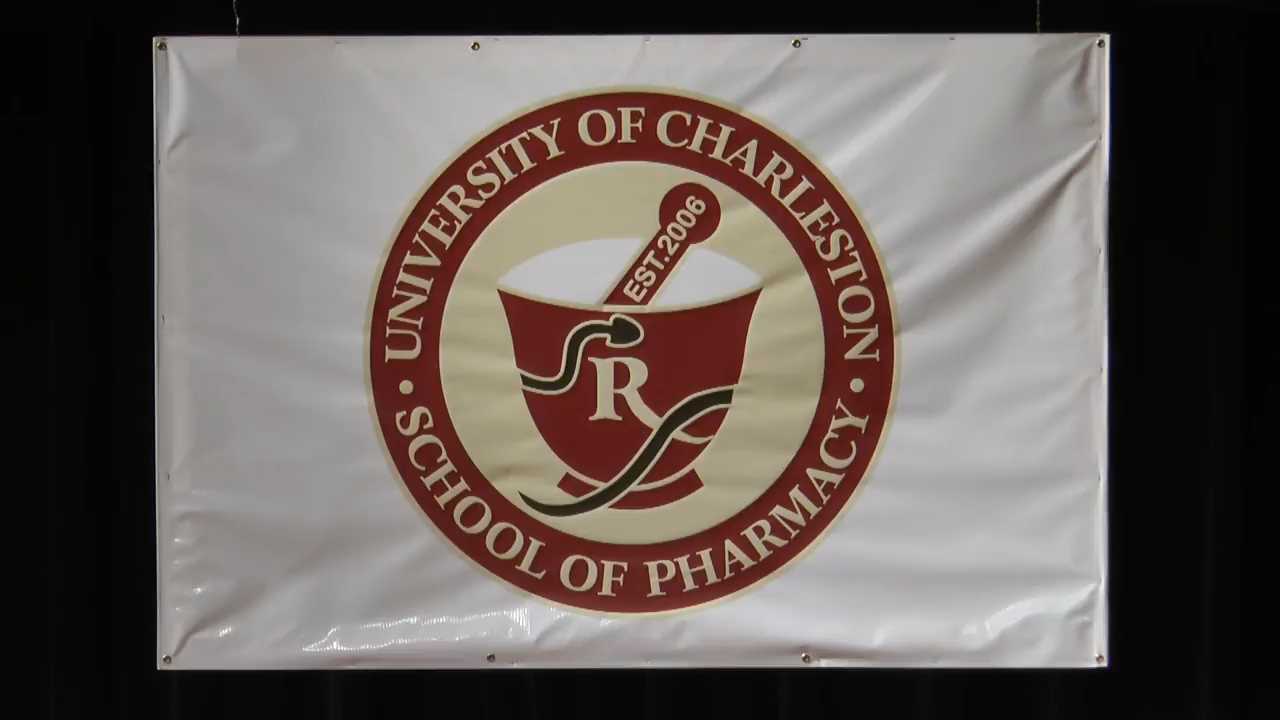 UNIVERSITY OF CHARLESTON
EST.2006
R
• SCHOOL OF PHARMACY •